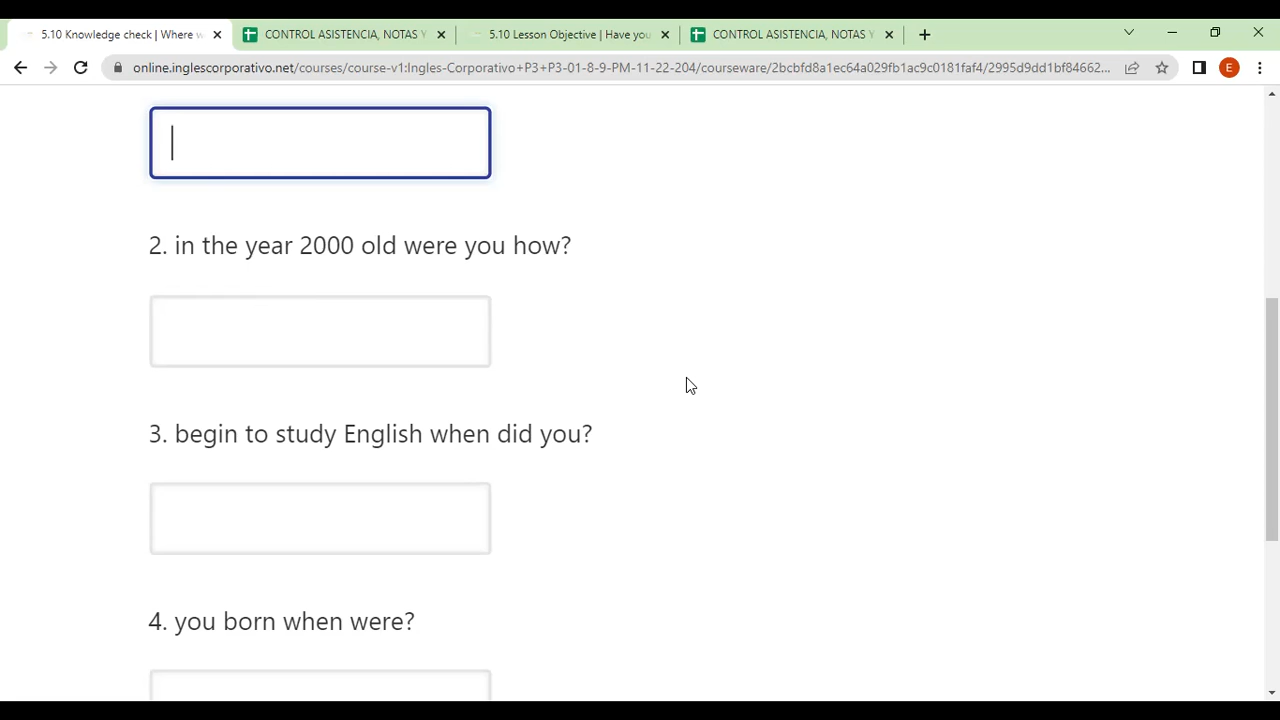 5.10 Knowledge check | Where w
CONTROL ASISTENCIA, NOTAS Y
5.10 Lesson Objective | Have you
CONTROL ASISTENCIA, NOTAS Y
online.inglescorporativo.net/courses/course-v1:Ingles-Corporativo+P3+P3-01-8-9-PM-11-22-204/courseware/2bcbfd8a1ec64a029fb1ac9c0181faf4/2995d9dd1bf84662...
E
2. in the year 2000 old were you how?
3. begin to study English when did you?
4. you born when were?